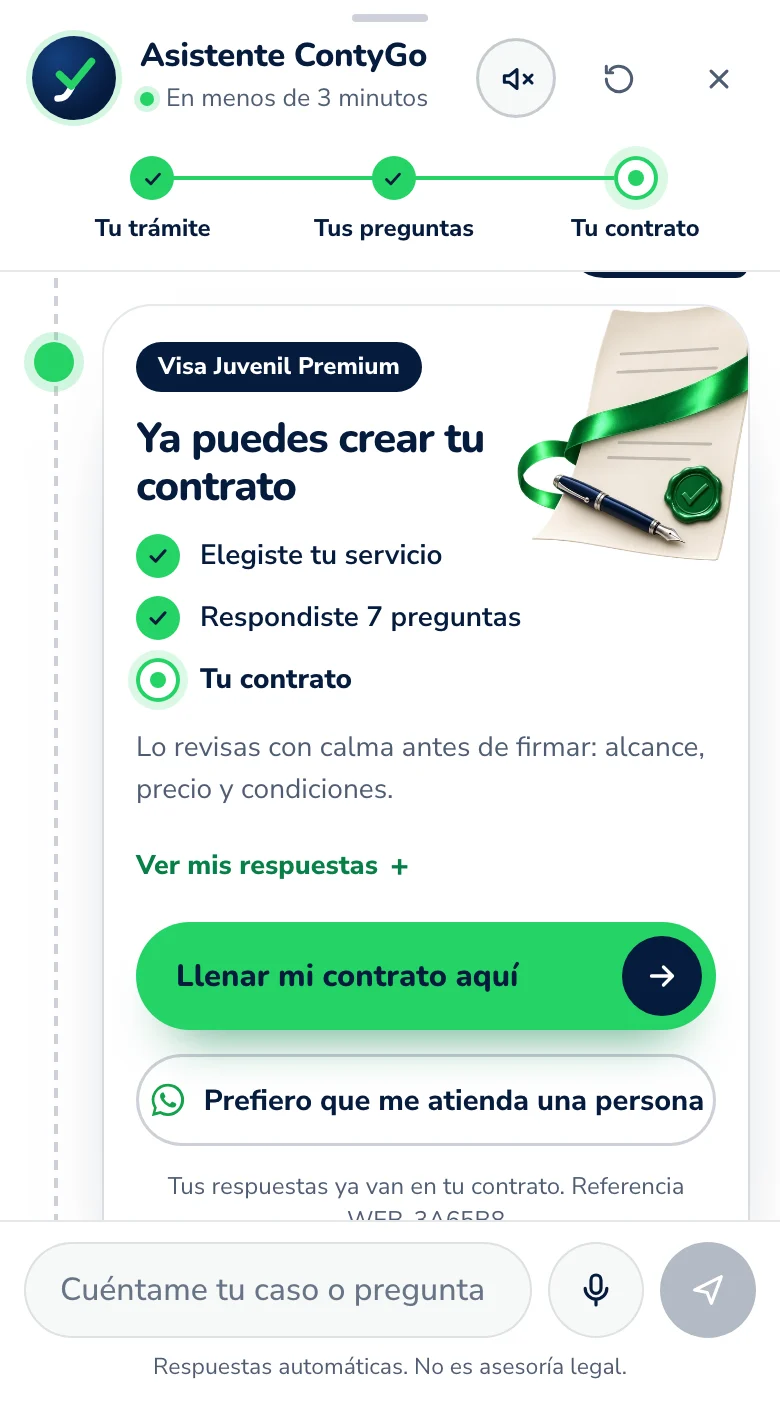 Asistente ContyGo
En menos de 3 minutos
Tu trámite
Tus preguntas
Tu contrato
Visa Juvenil Premium
Ya puedes crear tu
contrato
Elegiste tu servicio
Respondiste 7 preguntas
Tu contrato
Lo revisas con calma antes de firmar: alcance,
precio y condiciones.
Ver mis respuestas +
Llenar mi contrato aquí
Prefiero que me atienda una persona
Tus respuestas ya van en tu contrato. Referencia
Cuéntame tu caso o pregunta
Respuestas automáticas. No es asesoría legal.